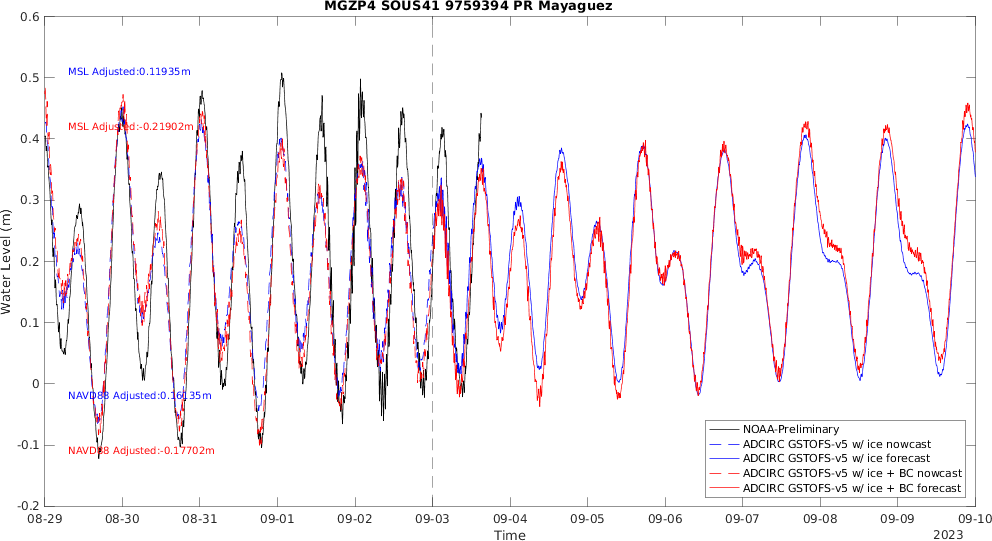 MGZP4 SOUS41 9759394 PR Mayaguez
0.6
0.5
0.4
0.3
0.2
0.1
0
-0.1
-0.2
Water Level (m)
MSL Adjusted:0.11935m
MSL Adjusted:-0.21902m
NAVD88 Adjusted:0.16135m
NAVD88 Adjusted:-0.17702m
NOAA-Preliminary
ADCIRC GSTOFS-v5 w/ ice nowcast
ADCIRC GSTOFS-v5 w/ ice forecast
ADCIRC GSTOFS-v5 w/ ice + BC nowcast
ADCIRC GSTOFS-v5 w/ ice + BC forecast
08-29 08-30 08-31 09-01 09-02 09-03 09-04 09-05 09-06 09-07 09-08 09-09 09-10
Time
2023